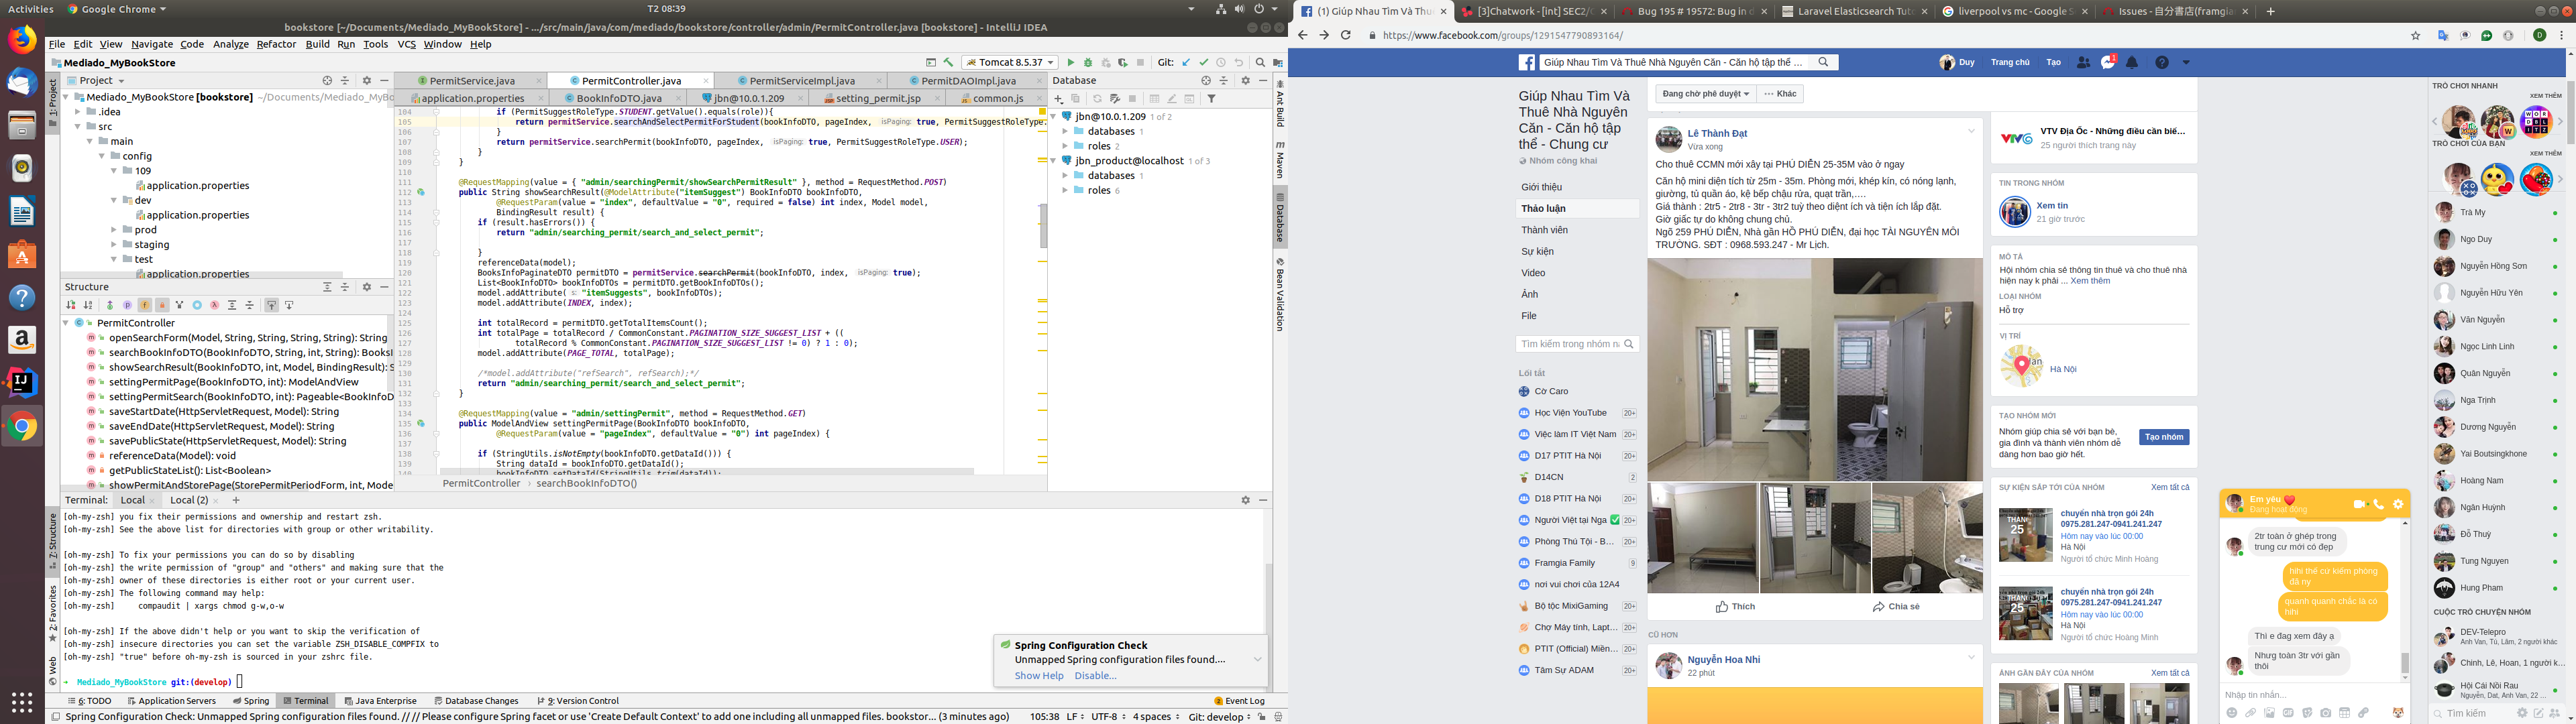 Activities
Google Chrome
T2 08:39
bookstore [~/Documents/Mediado_MyBookStore] - .../src/main/java/com/mediado/bookstore/controller/admin/PermitController.java [bookstore] - IntelliJ IDEA
File Edit View Navigate Code Analyze Refactor Build Run Tools VCS Window Help
Mediado_MyBookStore
Tomcat 8.5.37
Git:
1: Project
Project
Mediado_MyBookStore [bookstore] ~/Documents/Mediado_MyBo
.idea
src
main
config
109
application.properties
dev
application.properties
prod
staging
test
application.properties
Structure
PermitController
openSearchForm(Model, String, String, String, String): String
searchBookInfoDTO(BookInfoDTO, String, int, String): BooksI
showSearchResult(BookInfoDTO, int, Model, BindingResult): S
settingPermitPage(BookInfoDTO, int): ModelAndView
settingPermitSearch(BookInfoDTO, int): Pageable<BookInfoD
saveStartDate(HttpServletRequest, Model): String
saveEndDate(HttpServletRequest, Model): String
savePublicState(HttpServletRequest, Model): String
referenceData(Model): void
getPublicStateList(): List<Boolean>
showPermitAndStorePage(StorePermitPeriodForm, int, Mode
PermitService.java
PermitController.java
PermitServiceImpl.java
PermitDAOImpl.java
application.properties
BookInfoDTO.java
jbn@10.0.1.209
setting_permit.jsp
common.js
104 if (PermitSuggestRoleType.STUDENT.getValue().equals(role)){
105 return permitService.searchAndSelectPermitForStudent(bookInfoDTO, pageIndex, isPaging: true, PermitSuggestRoleType.
106 }
107 return permitService.searchPermit(bookInfoDTO, pageIndex, isPaging: true, PermitSuggestRoleType.USER);
108 }
109 }
110
111 @RequestMapping(value = { "admin/searchingPermit/showSearchPermitResult" }, method = RequestMethod.POST)
112 public String showSearchResult(@ModelAttribute("itemSuggest") BookInfoDTO bookInfoDTO,
113 @RequestParam(value = "index", defaultValue = "0", required = false) int index, Model model,
114 BindingResult result) {
115 if (result.hasErrors()) {
116 return "admin/searching_permit/search_and_select_permit";
117
118 }
119 referenceData(model);
120 BooksInfoPaginateDTO permitDTO = permitService.searchPermit(bookInfoDTO, index, isPaging: true);
121 List<BookInfoDTO> bookInfoDTOs = permitDTO.getBookInfoDTOs();
122 model.addAttribute( s: "itemSuggests", bookInfoDTOs);
123 model.addAttribute(INDEX, index);
124
125 int totalRecord = permitDTO.getTotalItemsCount();
126 int totalPage = totalRecord / CommonConstant.PAGINATION_SIZE_SUGGEST_LIST + ((
127 totalRecord % CommonConstant.PAGINATION_SIZE_SUGGEST_LIST != 0) ? 1 : 0);
128 model.addAttribute(PAGE_TOTAL, totalPage);
129
130 /*model.addAttribute("refSearch", refSearch);*/
131 return "admin/searching_permit/search_and_select_permit";
132 }
133
134 @RequestMapping(value = "admin/settingPermit", method = RequestMethod.GET)
135 public ModelAndView settingPermitPage(BookInfoDTO bookInfoDTO,
136 @RequestParam(value = "pageIndex", defaultValue = "0") int pageIndex) {
137
138 if (StringUtils.isNotEmpty(bookInfoDTO.getDataId())) {
139 String dataId = bookInfoDTO.getDataId();
140 bookInfoDTO.setDataId(StringUtils.trim(dataId));
PermitController › searchBookInfoDTO()
Database
jbn@10.0.1.209 1 of 2
databases 1
roles 2
jbn_product@localhost 1 of 3
databases 1
roles 6
Ant Build
Maven
Database
Bean Validation
Z: Structure
2: Favorites
Web
Terminal: Local Local (2)
[oh-my-zsh] you fix their permissions and ownership and restart zsh.
[oh-my-zsh] See the above list for directories with group or other writability.
[oh-my-zsh] To fix your permissions you can do so by disabling
[oh-my-zsh] the write permission of "group" and "others" and making sure that the
[oh-my-zsh] owner of these directories is either root or your current user.
[oh-my-zsh] The following command may help:
[oh-my-zsh] compaudit | xargs chmod g-w,o-w
[oh-my-zsh] If the above didn't help or you want to skip the verification of
[oh-my-zsh] insecure directories you can set the variable ZSH_DISABLE_COMPFIX to
[oh-my-zsh] "true" before oh-my-zsh is sourced in your zshrc file.
Mediado_MyBookStore git:(develop)
Spring Configuration Check
Unmapped Spring configuration files found....
Show Help Disable...
6: TODO Application Servers Spring Terminal Java Enterprise Database Changes 9: Version Control
2 Event Log
Spring Configuration Check: Unmapped Spring configuration files found. // // Please configure Spring facet or use 'Create Default Context' to add one including all unmapped files. bookstor... (3 minutes ago)
105:38 LF UTF-8 4 spaces Git: develop
(1) Giúp Nhau Tìm Và Thuê
[3]Chatwork - [int] SEC2/c
Bug 195 # 19572: Bug in d
Laravel Elasticsearch Tuto
liverpool vs mc - Google S
Issues - 自分書店(framgia
https://www.facebook.com/groups/1291547790893164/
D
Giúp Nhau Tìm Và Thuê Nhà Nguyên Căn - Căn hộ tập thể ...
Duy Trang chủ Tạo
1
Giúp Nhau Tìm Và
Thuê Nhà Nguyên
Căn - Căn hộ tập
thể - Chung cư
Nhóm công khai
Giới thiệu
Thảo luận
Thành viên
Sự kiện
Video
Ảnh
File
Tìm kiếm trong nhóm n
Lối tắt
Cờ Caro
Học Viện YouTube 20+
Việc làm IT Việt Nam 20+
D17 PTIT Hà Nội 20+
D14CN 2
D18 PTIT Hà Nội 20+
Người Việt tại Nga 20+
Phòng Thú Tội - B... 20+
Framgia Family 9
nơi vui chơi của 12A4
Bộ tộc MixiGaming 20+
Chợ Máy tính, Lapt... 20+
PTIT (Official) Miền... 20+
Tâm Sự ADAM 20+
Đang chờ phê duyệt
Khác
Lê Thành Đạt
Vừa xong
Cho thuê CCMN mới xây tại PHÚ DIỄN 25-35M vào ở ngay
Căn hộ mini diện tích từ 25m - 35m. Phòng mới, khép kín, có nóng lạnh,
giường, tủ quần áo, kệ bếp chậu rửa, quạt trần,....
Giá thành : 2tr5 - 2tr8 - 3tr - 3tr2 tuỳ theo diệnt ích và tiện ích lắp đặt.
Giờ giấc tự do không chung chủ.
Ngõ 259 PHÚ DIỄN, Nhà gần HỒ PHÚ DIỄN, đại học TÀI NGUYÊN MÔI
TRƯỜNG. SĐT : 0968.593.247 - Mr Lịch.
Thích
Chia sẻ
CŨ HƠN
Nguyễn Hoa Nhi
22 phút
VTV Địa Ốc - Những điều cần biế...
25 người thích trang này
TIN TRONG NHÓM
Xem tin
21 giờ trước
MÔ TẢ
Hội nhóm chia sẻ thông tin thuê và cho thuê nhà
hiện nay k phải ... Xem thêm
LOẠI NHÓM
Hỗ trợ
VỊ TRÍ
Hà Nội
TẠO NHÓM MỚI
Nhóm giúp chia sẻ với bạn bè,
gia đình và thành viên nhóm dễ
dàng hơn bao giờ hết.
Tạo nhóm
SỰ KIỆN SẮP TỚI CỦA NHÓM Xem tất cả
25
chuyển nhà trọn gói 24h
0975.281.247-0941.241.247
Hôm nay vào lúc 00:00
Hà Nội
Người tổ chức Minh Hoàng
25
chuyển nhà trọn gói 24h
0975.281.247-0941.241.247
Hôm nay vào lúc 00:00
Hà Nội
Người tổ chức Hoàng Minh
ẢNH GẦN ĐÂY CỦA NHÓM Xem tất cả
Em yêu
Đang hoạt động
2tr toàn ở ghép trong
trung cư mới có đẹp
hihi thế cứ kiếm phòng
đã ny
quanh quanh chắc là có
hihi
Thì e đag xem đây ạ
Nhưg toàn 3tr với gần
thôi
Nhập tin nhắn...
TRÒ CHƠI NHANH
XEM THÊM
TRÒ CHƠI CỦA BẠN
XEM THÊM
Trà My
Ngo Duy
Nguyễn Hồng Sơn
Nguyễn Hữu Yên
Văn Nguyễn
Ngọc Linh Linh
Quân Nguyễn
Nga Trịnh
Dương Nguyễn
Yai Boutsingkhone
Hoàng Nam
Ngân Huỳnh
Đỗ Thuỳ
Tung Nguyen
Hung Pham
CUỘC TRÒ CHUYỆN NHÓM
DEV-Telepro
Anh Van, Tú, Lâm, 2 người khác
Chinh, Lê, Hoan, 1 người k...
Hội Cái Nồi Rau
Nguyễn, Dat, Anh Van, 22 ...
Tìm kiếm